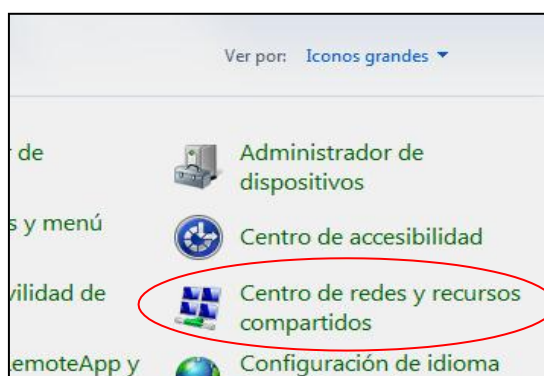 Ver por: Iconos grandes
de
Administrador de
dispositivos
s y menú
Centro de accesibilidad
vilidad de
Centro de redes y recursos
compartidos
emoteApp y
Configuración de idioma